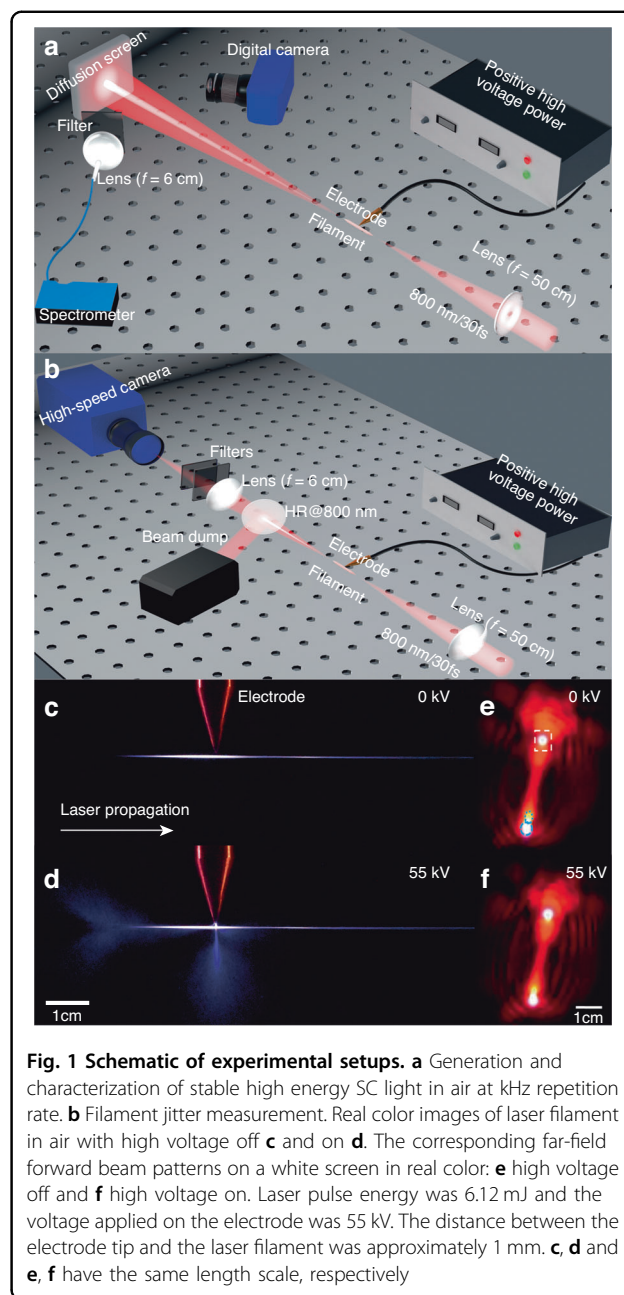 a
Diffusion screen
Digital camera
Positive high
voltage power
Filter
Lens (f = 6 cm)
Electrode
Filament
Lens (f = 50 cm)
800 nm/30fs
Spectrometer
b
High-speed camera
Filters
Lens (f = 6 cm)
HR@800 nm
Positive high
voltage power
Beam dump
Electrode
Filament
Lens (f = 50 cm)
800 nm/30fs
c
Electrode
0 kV
e
0 kV
Laser propagation
d
55 kV
f
55 kV
1cm
1cm
Fig. 1 Schematic of experimental setups. a Generation and
characterization of stable high energy SC light in air at kHz repetition
rate. b Filament jitter measurement. Real color images of laser filament
in air with high voltage off c and on d. The corresponding far-field
forward beam patterns on a white screen in real color: e high voltage
off and f high voltage on. Laser pulse energy was 6.12 mJ and the
voltage applied on the electrode was 55 kV. The distance between the
electrode tip and the laser filament was approximately 1 mm. c, d and
e, f have the same length scale, respectively